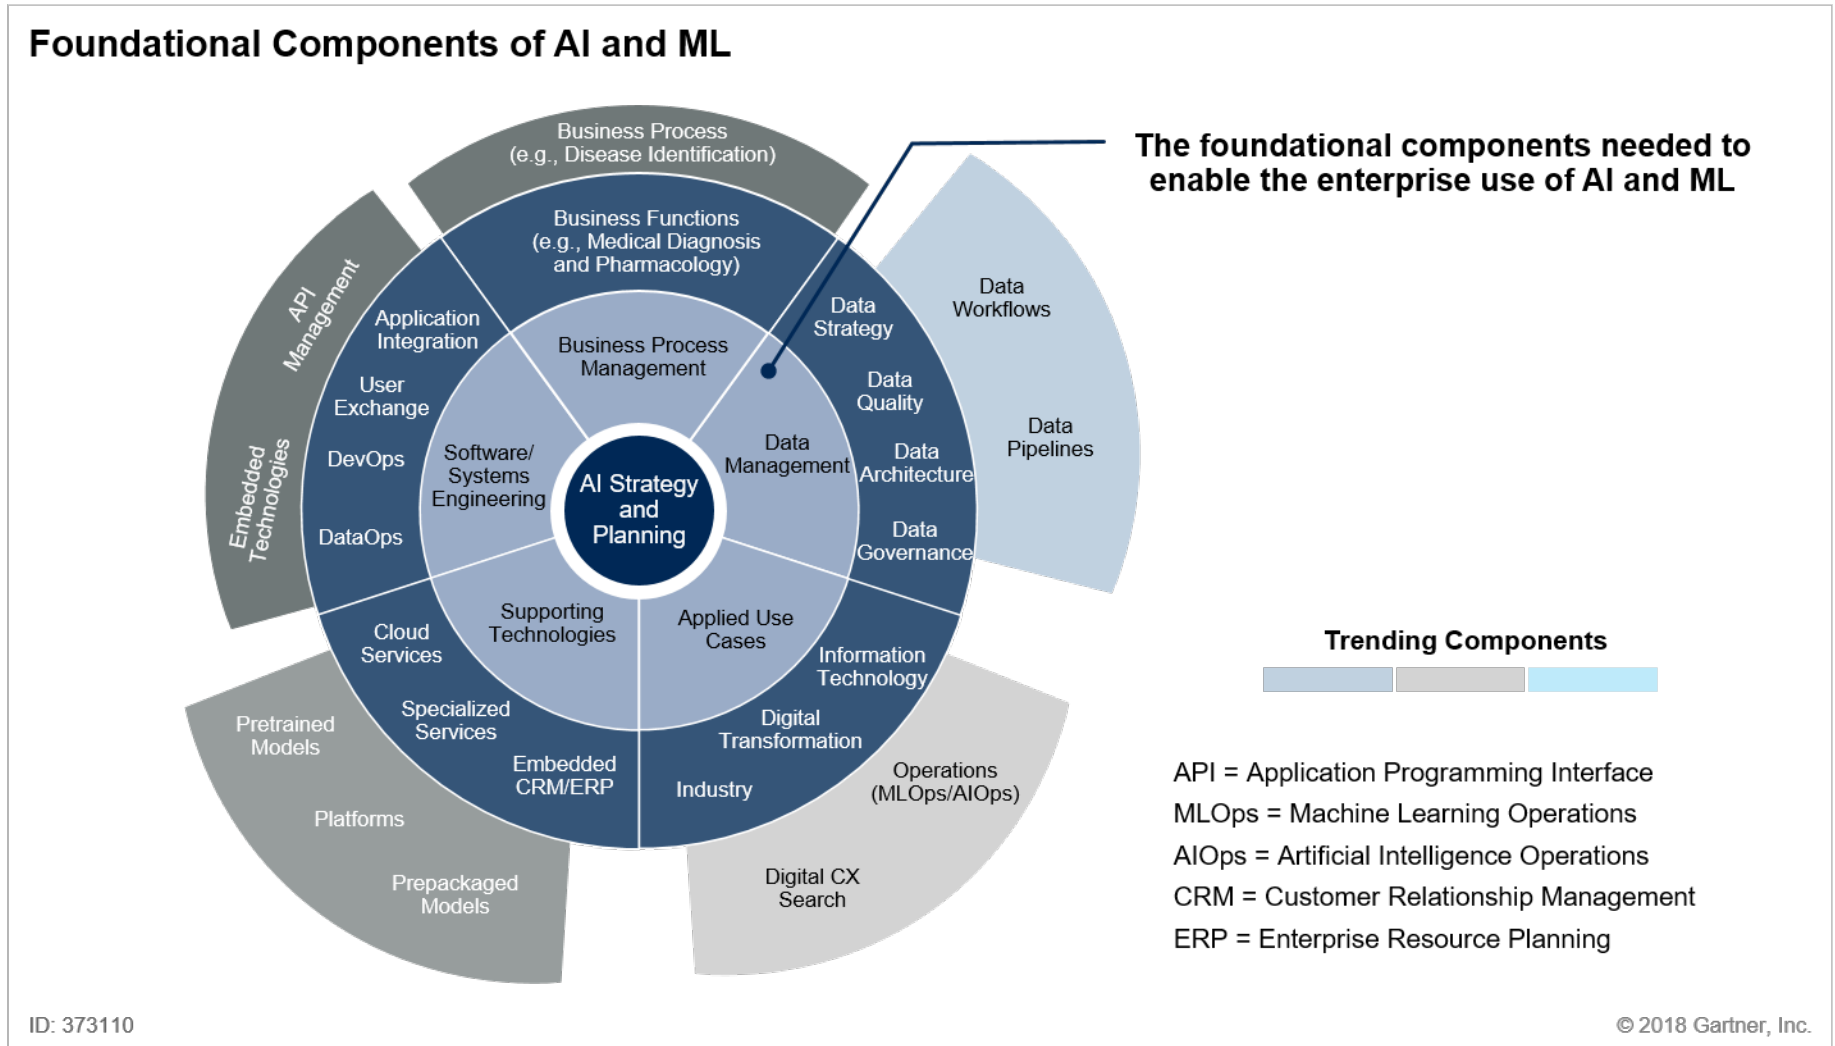 Foundational Components of AI and ML
Business Process
(e.g., Disease Identification)
Business Functions
(e.g., Medical Diagnosis
and Pharmacology)
Business Process
Management
The foundational components needed to
enable the enterprise use of AI and ML
API
Management
Embedded
Technologies
Application
Integration
User
Exchange
DevOps
DataOps
Software/
Systems
Engineering
AI Strategy
and
Planning
Data
Management
Data
Strategy
Data
Quality
Data
Architecture
Data
Governance
Data
Workflows
Data
Pipelines
Supporting
Technologies
Cloud
Services
Specialized
Services
Embedded
CRM/ERP
Pretrained
Models
Platforms
Prepackaged
Models
Applied Use
Cases
Information
Technology
Digital
Transformation
Industry
Operations
(MLOps/AIOps)
Digital CX
Search
Trending Components
API = Application Programming Interface
MLOps = Machine Learning Operations
AIOps = Artificial Intelligence Operations
CRM = Customer Relationship Management
ERP = Enterprise Resource Planning
ID: 373110
© 2018 Gartner, Inc.